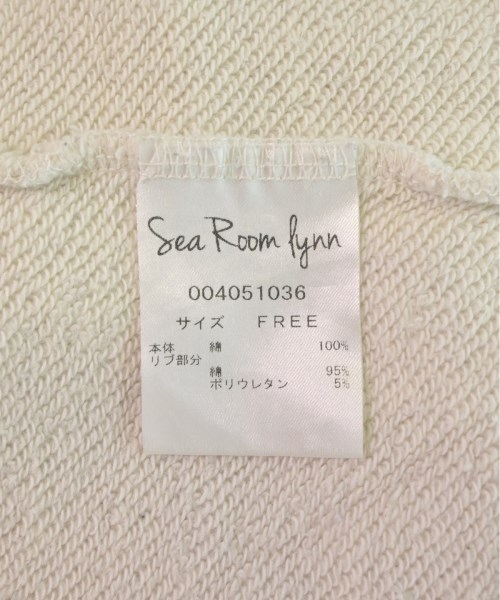 Sea Room lynn
004051036
サイズ FREE
本体 綿 100%
リブ部分
綿 95%
ポリウレタン 5%